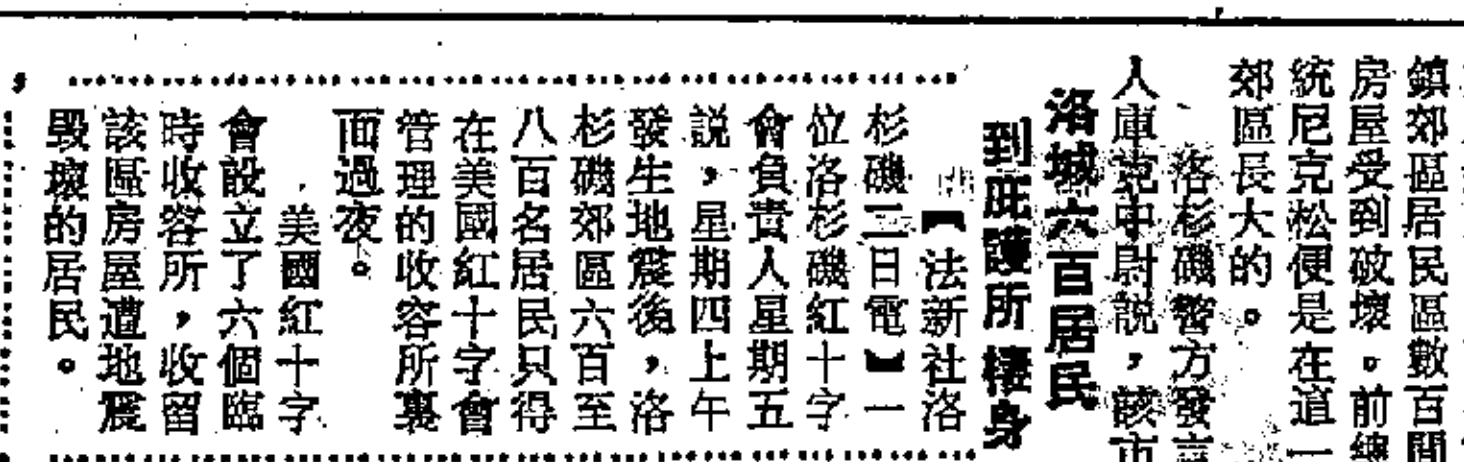 鎮郊區居民區數百間
房屋受到破壞。前總
統尼克松便是在這一
郊區長大的。
洛杉磯警方發言
人庫克中尉説，該市
洛城六百居民
到庇護所棲身
【法新社洛
杉磯二日電】一
位洛杉磯紅十字
會負責人星期五
説，星期四上午
發生地震後，洛
杉磯郊區六百至
八百名居民只得
在美國紅十字會
管理的收容所裏
面過夜。
美國紅十字
會設立了六個臨
時收容所，收留
該區房屋遭地震
毀壞的居民。